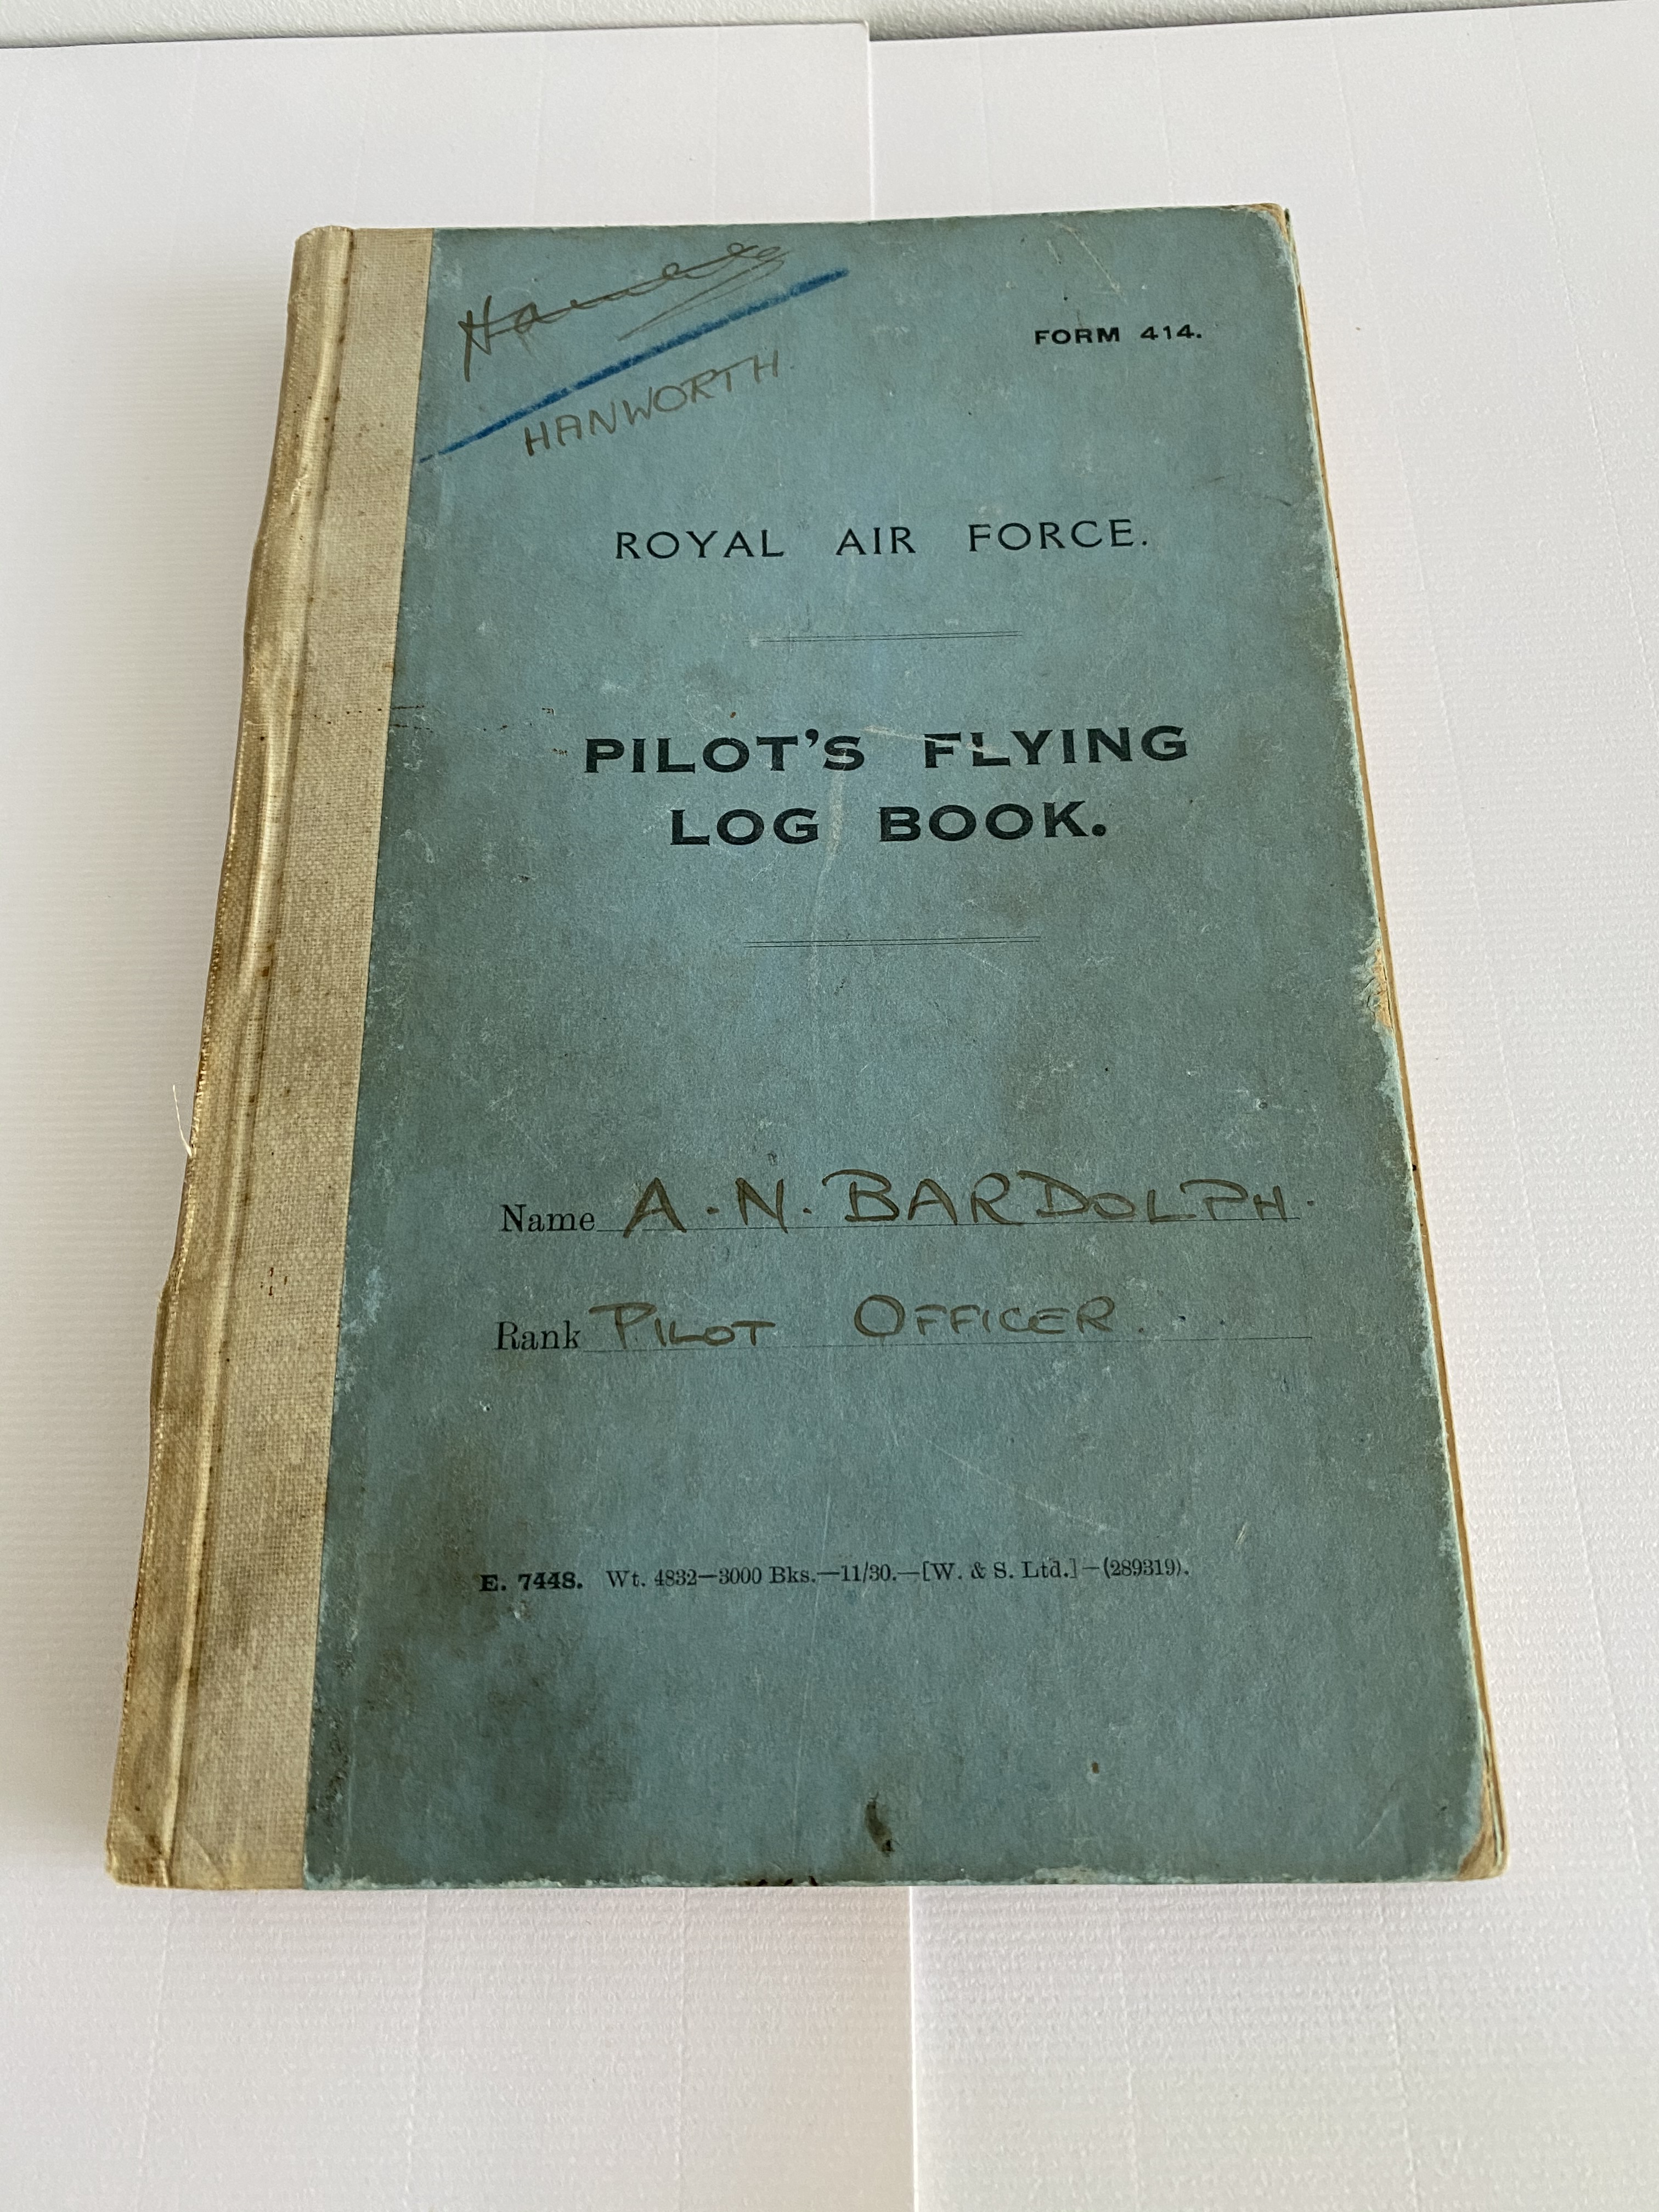 FORM 414.
HANWORTH.
ROYAL AIR FORCE.
PILOT'S FLYING
LOG BOOK.
Name A. N. BARDOLPH.
Rank PILOT OFFICER.
E. 7448. Wt. 4832—3000 Bks.—11/30.—[W. & S. Ltd.]—(289319).